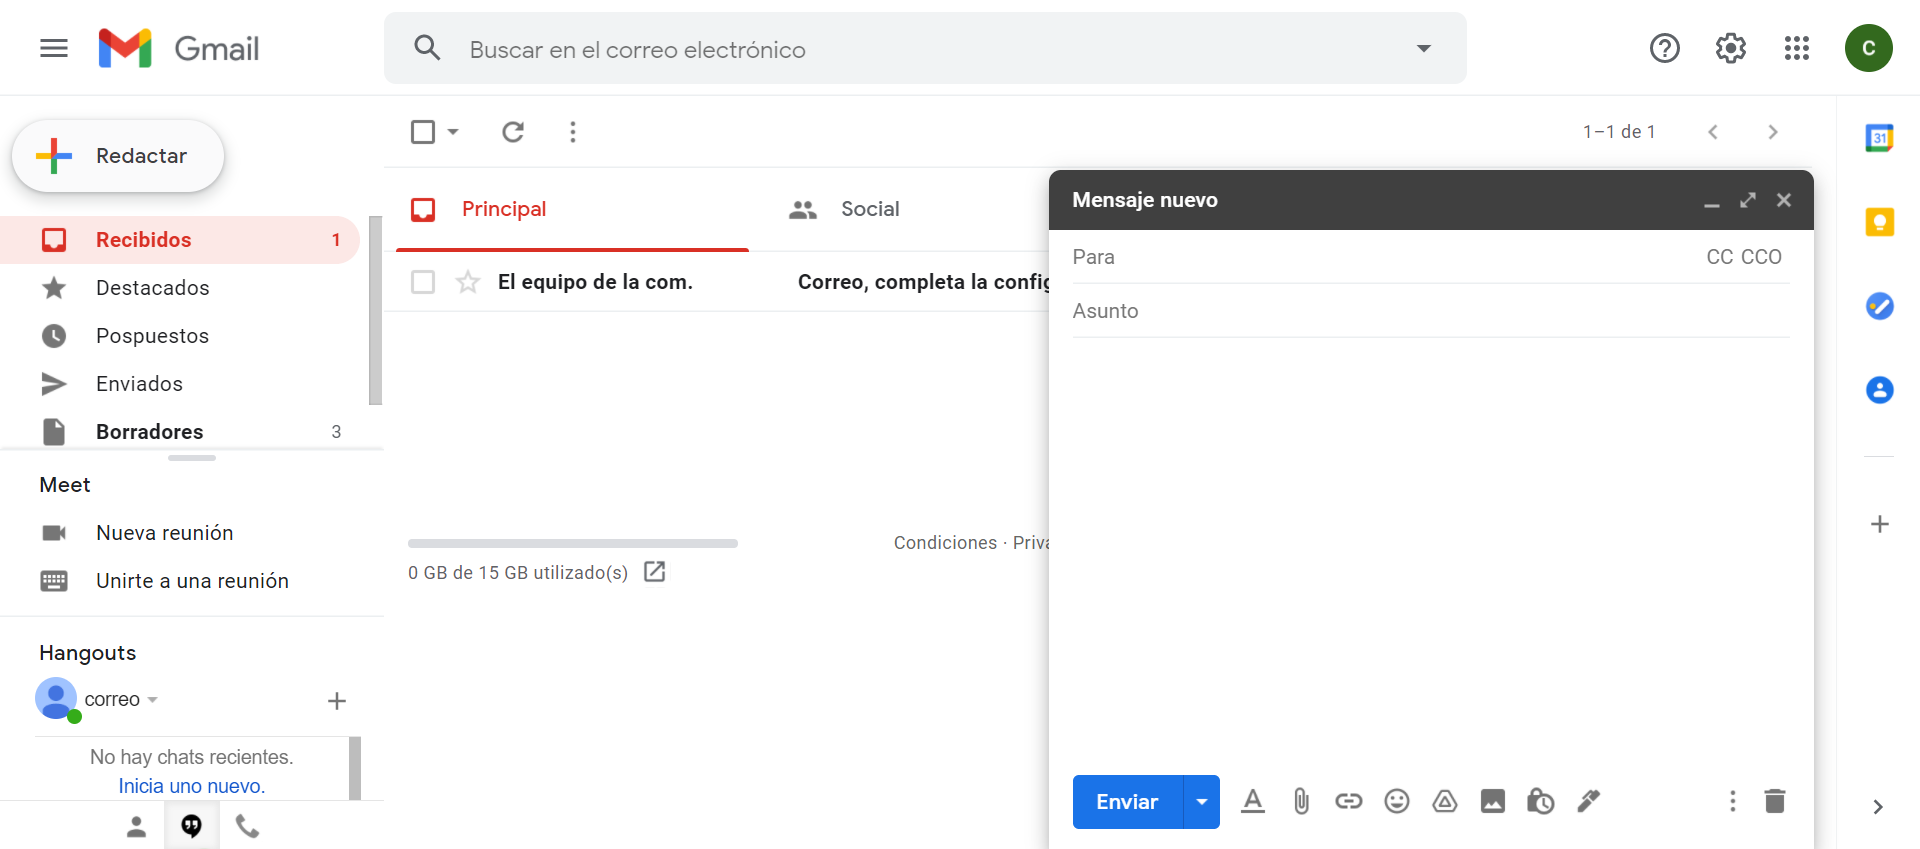 Gmail
Buscar en el correo electrónico
C
Redactar
1–1 de 1
31
Recibidos 1
Destacados
Pospuestos
Enviados
Borradores 3
Principal
Social
El equipo de la com. Correo, completa la config
0 GB de 15 GB utilizado(s)
Condiciones · Priva
Meet
Nueva reunión
Unirte a una reunión
Hangouts
correo
No hay chats recientes.
Inicia uno nuevo.
Mensaje nuevo
Para CC CCO
Asunto
Enviar